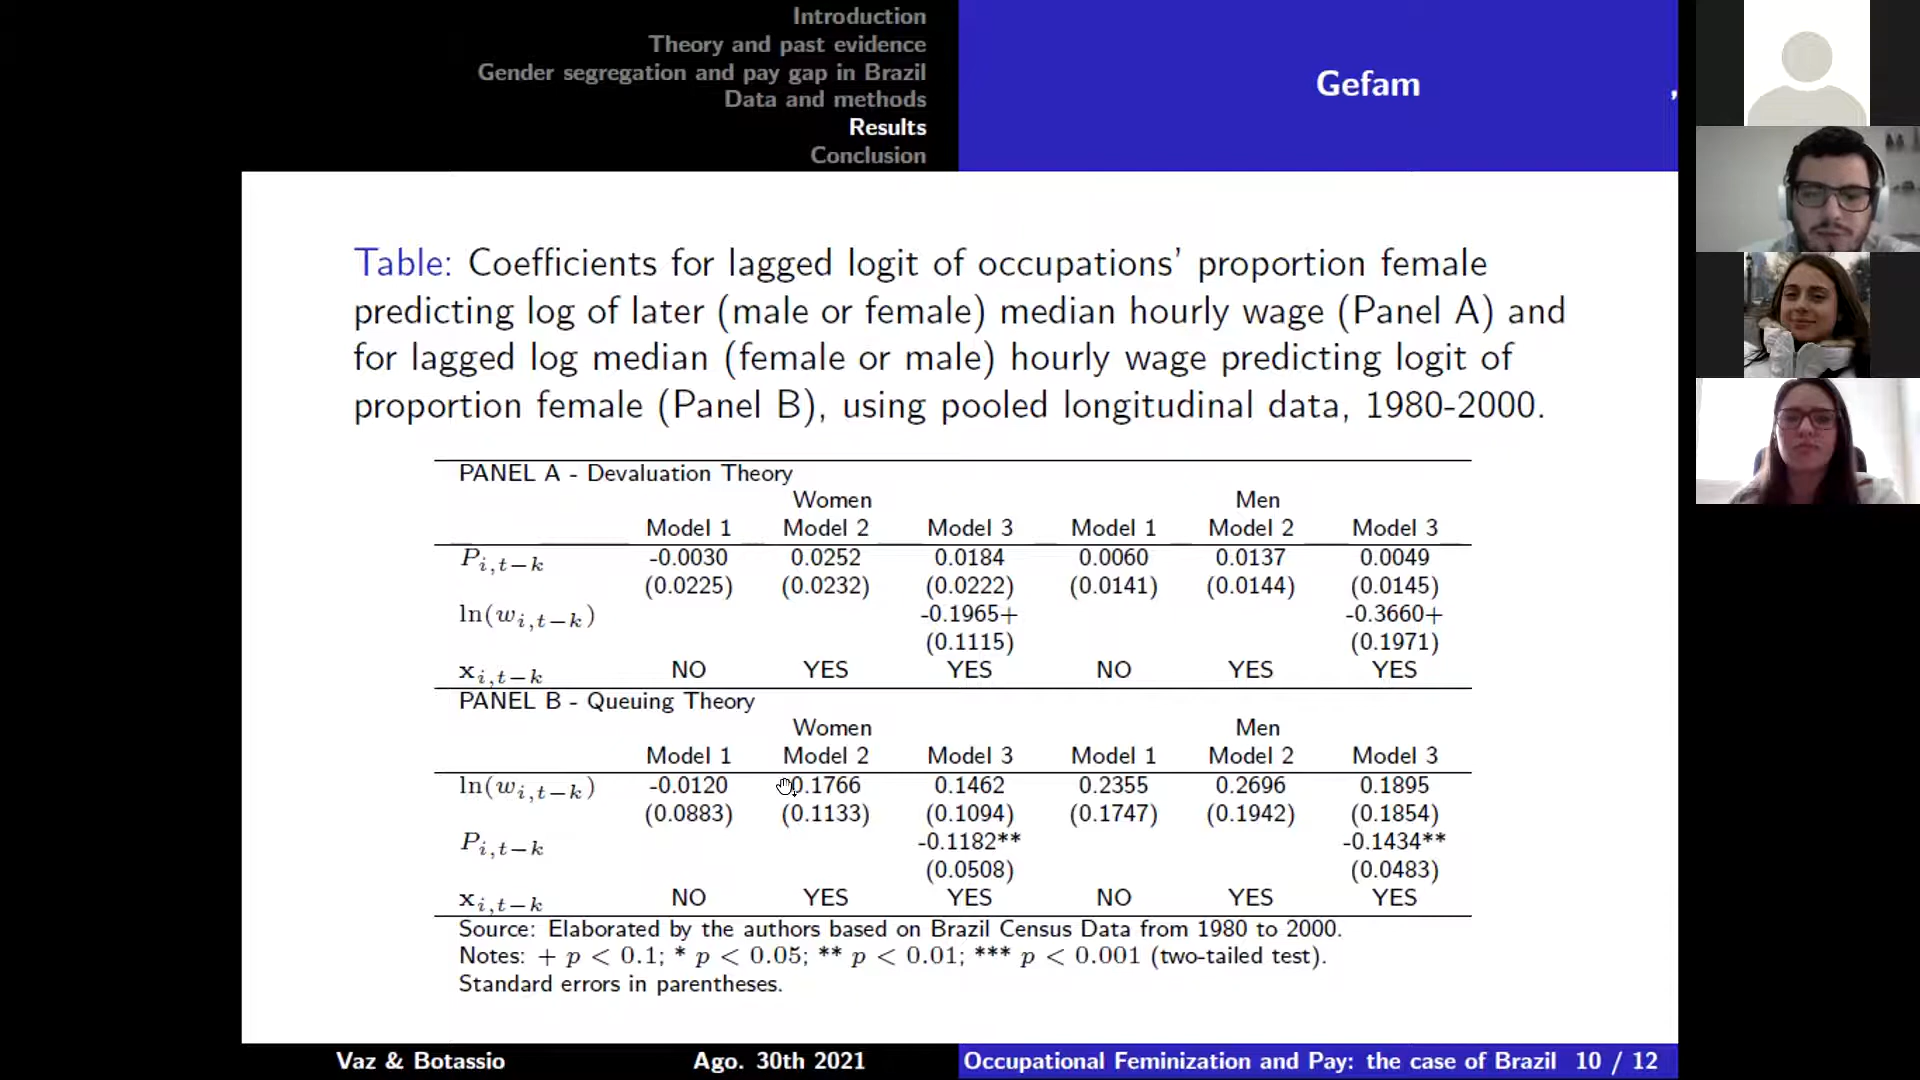 Introduction
Theory and past evidence
Gender segregation and pay gap in Brazil
Data and methods
Results
Conclusion
Gefam
,
Table: Coefficients for lagged logit of occupations' proportion female
predicting log of later (male or female) median hourly wage (Panel A) and
for lagged log median (female or male) hourly wage predicting logit of
proportion female (Panel B), using pooled longitudinal data, 1980-2000.
PANEL A - Devaluation Theory
Women Men
Model 1 Model 2 Model 3 Model 1 Model 2 Model 3
P_{i,t-k} -0.0030 0.0252 0.0184 0.0060 0.0137 0.0049
(0.0225) (0.0232) (0.0222) (0.0141) (0.0144) (0.0145)
ln(w_{i,t-k}) -0.1965+ -0.3660+
(0.1115) (0.1971)
x_{i,t-k} NO YES YES NO YES YES
PANEL B - Queuing Theory
Women Men
Model 1 Model 2 Model 3 Model 1 Model 2 Model 3
ln(w_{i,t-k}) -0.0120 0.1766 0.1462 0.2355 0.2696 0.1895
(0.0883) (0.1133) (0.1094) (0.1747) (0.1942) (0.1854)
P_{i,t-k} -0.1182** -0.1434**
(0.0508) (0.0483)
x_{i,t-k} NO YES YES NO YES YES
Source: Elaborated by the authors based on Brazil Census Data from 1980 to 2000.
Notes: + p < 0.1; * p < 0.05; ** p < 0.01; *** p < 0.001 (two-tailed test).
Standard errors in parentheses.
Vaz & Botassio Ago. 30th 2021 Occupational Feminization and Pay: the case of Brazil 10 / 12